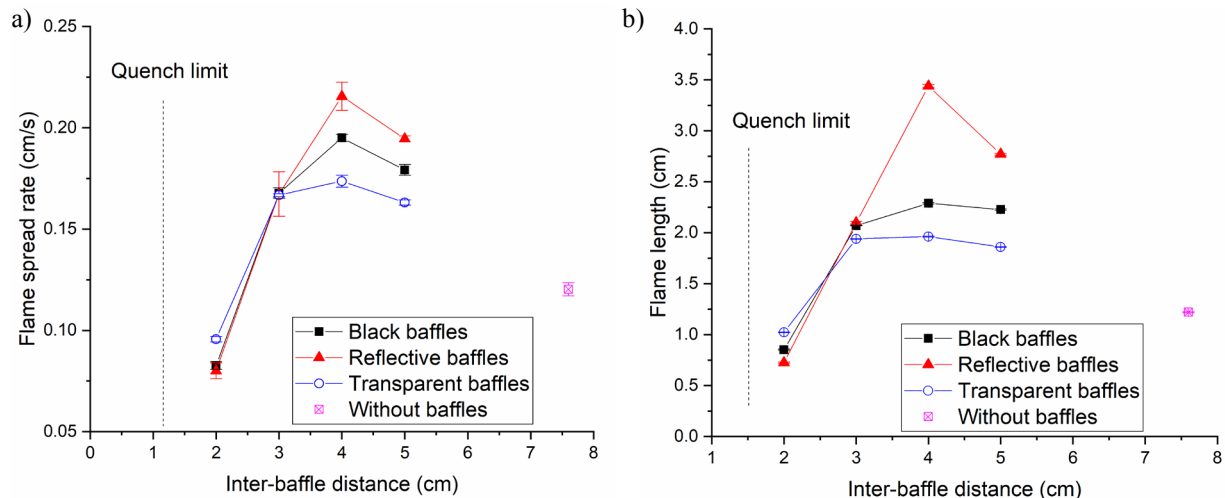 a)
Flame spread rate (cm/s)
0.25
0.20
0.15
0.10
0.05
Quench limit
Black baffles
Reflective baffles
Transparent baffles
Without baffles
0 1 2 3 4 5 6 7 8
Inter-baffle distance (cm)
b)
Flame length (cm)
4.0
3.5
3.0
2.5
2.0
1.5
1.0
0.5
0.0
Quench limit
Black baffles
Reflective baffles
Transparent baffles
Without baffles
1 2 3 4 5 6 7 8
Inter-baffle distance (cm)